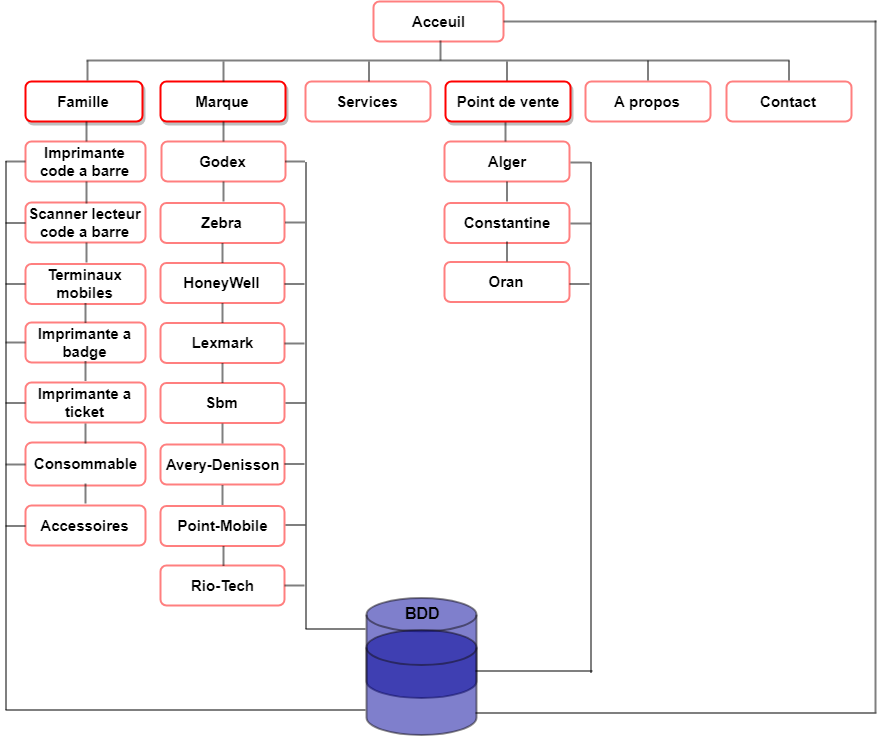 Acceuil
Famille
Marque
Services
Point de vente
A propos
Contact
Imprimante
code a barre
Scanner lecteur
code a barre
Terminaux
mobiles
Imprimante a
badge
Imprimante a
ticket
Consommable
Accessoires
Godex
Zebra
HoneyWell
Lexmark
Sbm
Avery-Denisson
Point-Mobile
Rio-Tech
Alger
Constantine
Oran
BDD